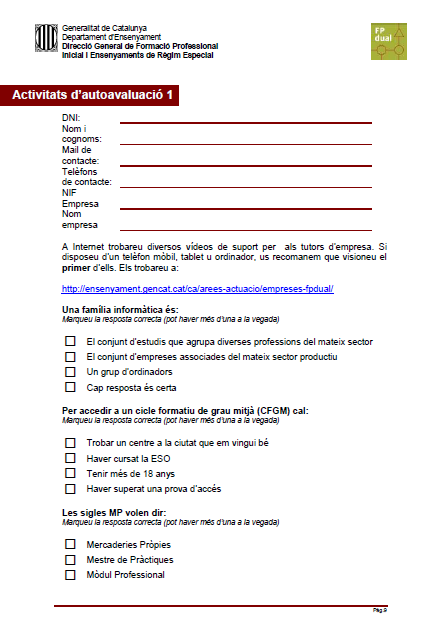 Generalitat de Catalunya
Departament d'Ensenyament
Direcció General de Formació Professional
Inicial i Ensenyaments de Règim Especial
FP
dual
Activitats d'autoavaluació 1
DNI:
Nom i
cognoms:
Mail de
contacte:
Telèfons
de contacte:
NIF
Empresa
Nom
empresa
A Internet trobareu diversos vídeos de suport per als tutors d'empresa. Si
disposeu d'un telèfon mòbil, tablet u ordinador, us recomanem que visioneu el
primer d'ells. Els trobareu a:
http://ensenyament.gencat.cat/ca/arees-actuacio/empreses-fpdual/
Una família informàtica és:
Marqueu la resposta correcta (pot haver més d'una a la vegada)
El conjunt d'estudis que agrupa diverses professions del mateix sector
El conjunt d'empreses associades del mateix sector productiu
Un grup d'ordinadors
Cap resposta és certa
Per accedir a un cicle formatiu de grau mitjà (CFGM) cal:
Marqueu la resposta correcta (pot haver més d'una a la vegada)
Trobar un centre a la ciutat que em vingui bé
Haver cursat la ESO
Tenir més de 18 anys
Haver superat una prova d'accés
Les sigles MP volen dir:
Marqueu la resposta correcta (pot haver més d'una a la vegada)
Mercaderies Pròpies
Mestre de Pràctiques
Mòdul Professional
Pàg.9